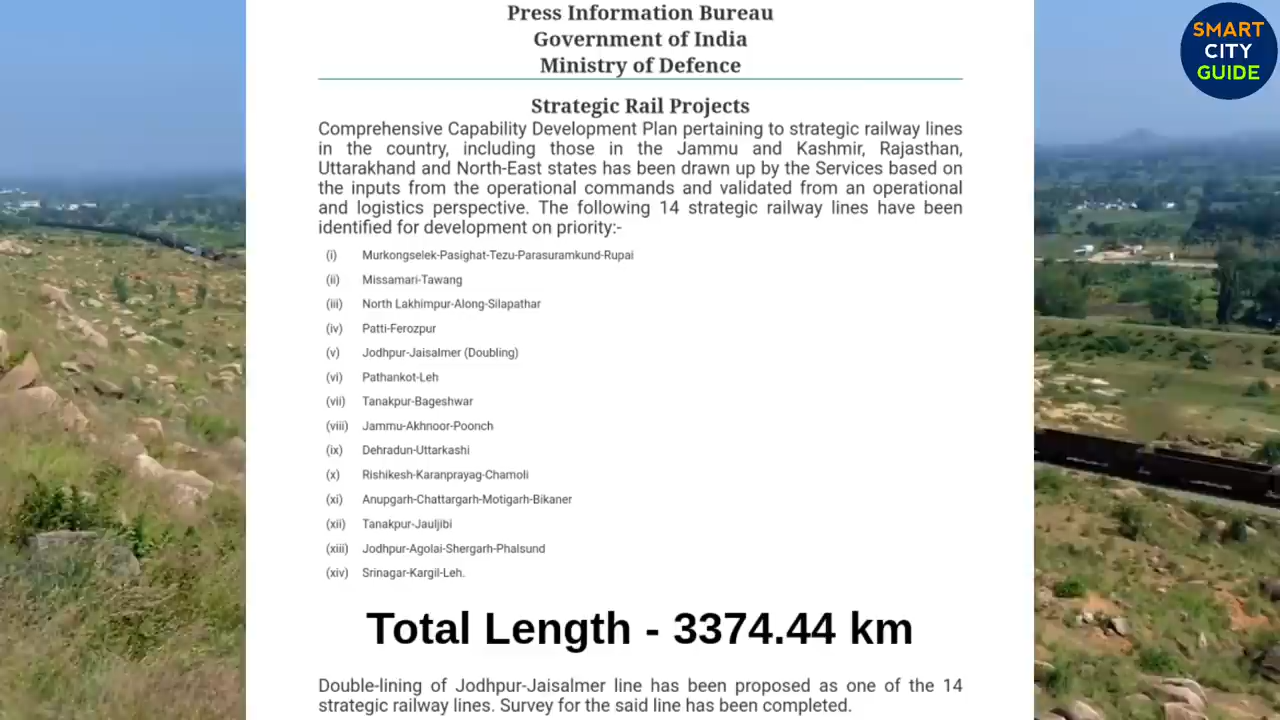 Press Information Bureau
Government of India
Ministry of Defence
SMART
CITY
GUIDE
Strategic Rail Projects
Comprehensive Capability Development Plan pertaining to strategic railway lines
in the country, including those in the Jammu and Kashmir, Rajasthan,
Uttarakhand and North-East states has been drawn up by the Services based on
the inputs from the operational commands and validated from an operational
and logistics perspective. The following 14 strategic railway lines have been
identified for development on priority:-
(i) Murkongselek-Pasighat-Tezu-Parasuramkund-Rupai
(ii) Missamari-Tawang
(iii) North Lakhimpur-Along-Silapathar
(iv) Patti-Ferozpur
(v) Jodhpur-Jaisalmer (Doubling)
(vi) Pathankot-Leh
(vii) Tanakpur-Bageshwar
(viii) Jammu-Akhnoor-Poonch
(ix) Dehradun-Uttarkashi
(x) Rishikesh-Karanprayag-Chamoli
(xi) Anupgarh-Chattargarh-Motigarh-Bikaner
(xii) Tanakpur-Jauljibi
(xiii) Jodhpur-Agolai-Shergarh-Phalsund
(xiv) Srinagar-Kargil-Leh.
Total Length - 3374.44 km
Double-lining of Jodhpur-Jaisalmer line has been proposed as one of the 14
strategic railway lines. Survey for the said line has been completed.